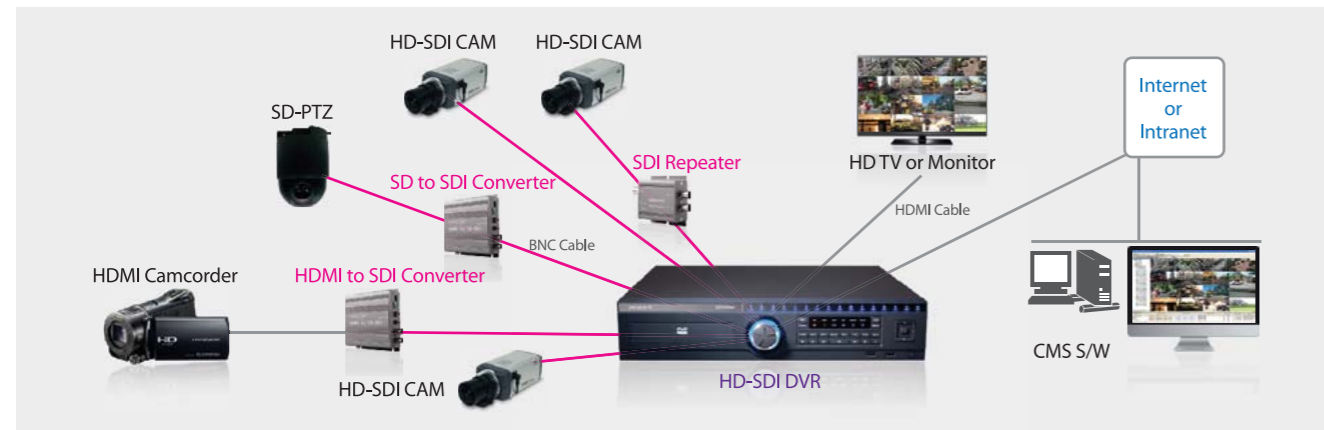 HD-SDI CAM
HD-SDI CAM
SD-PTZ
SD to SDI Converter
SDI Repeater
HD TV or Monitor
Internet
or
Intranet
BNC Cable
HDMI Cable
HDMI Camcorder
HDMI to SDI Converter
HD-SDI CAM
HD-SDI DVR
CMS S/W
HD